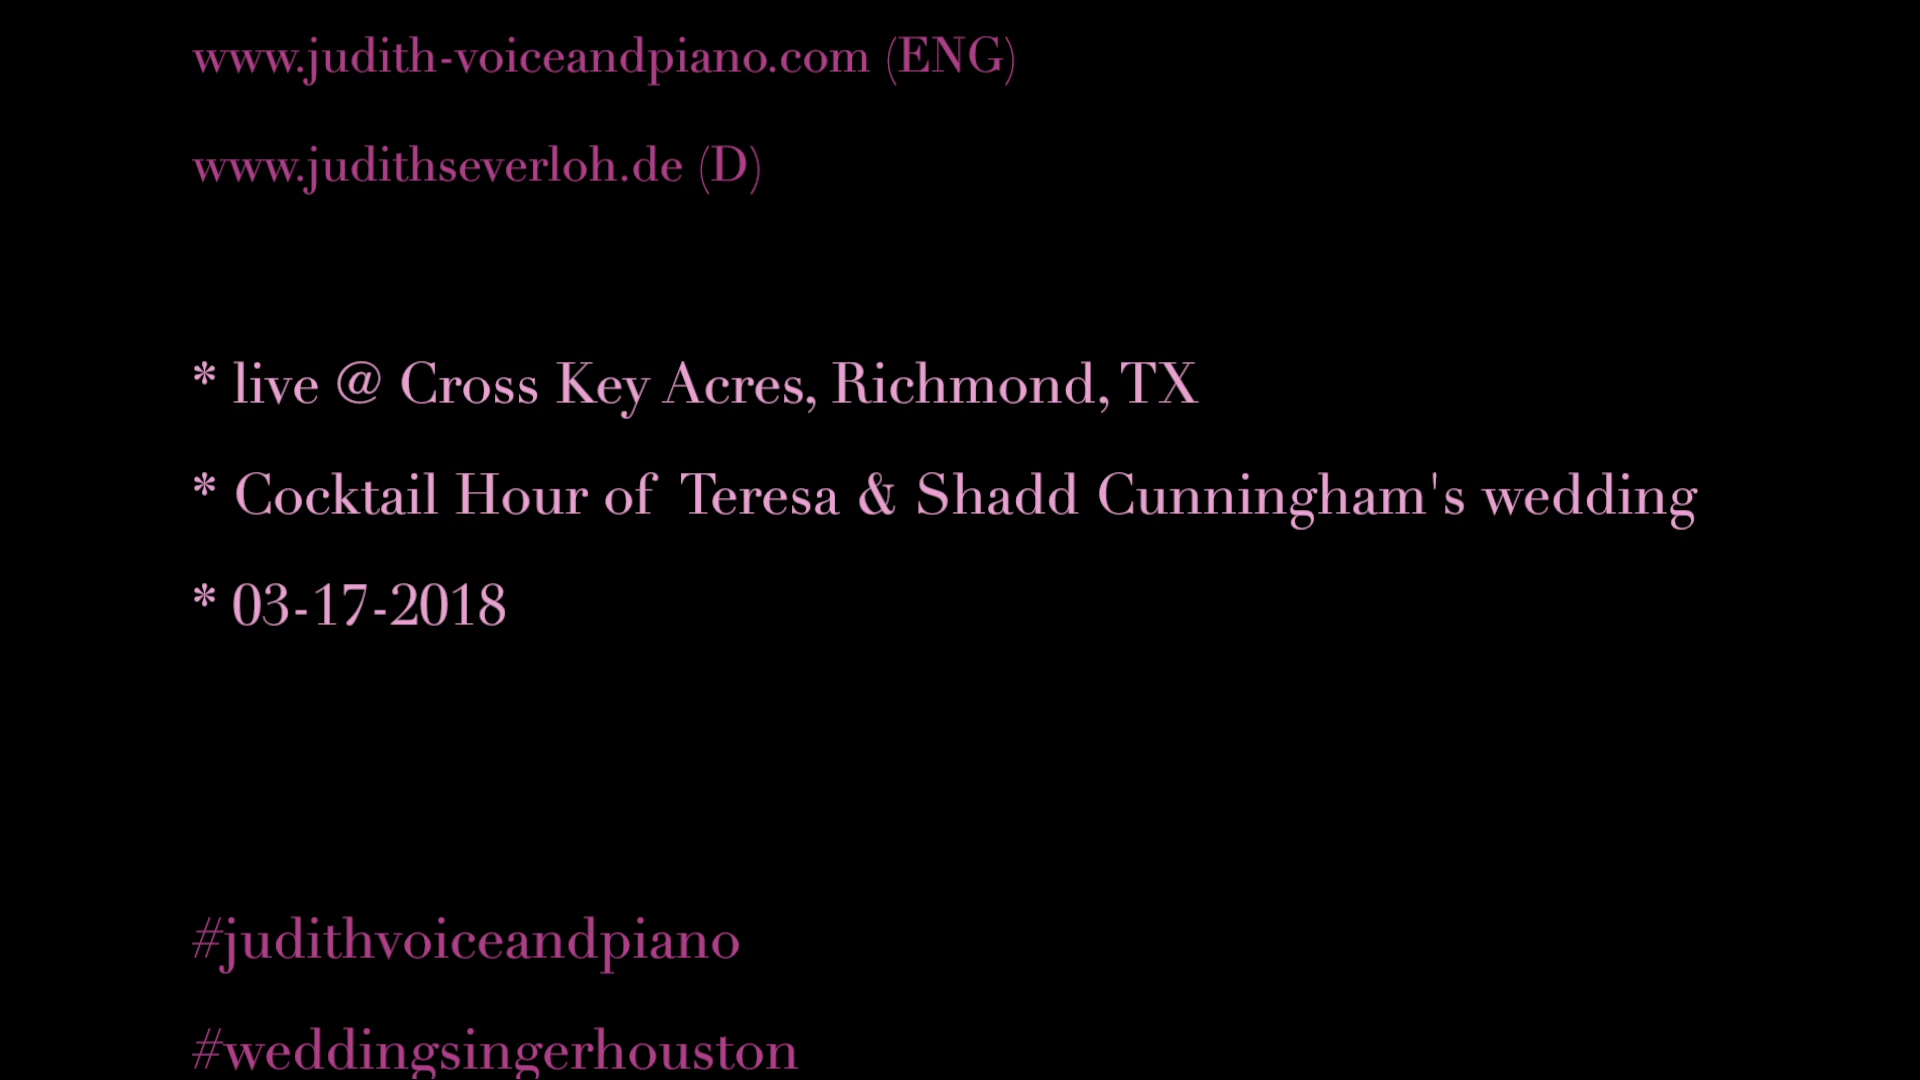 www.judith-voiceandpiano.com (ENG)
www.judithseverloh.de (D)
* live @ Cross Key Acres, Richmond, TX
* Cocktail Hour of Teresa & Shadd Cunningham's wedding
* 03-17-2018
#judithvoiceandpiano
#weddingsingerhouston